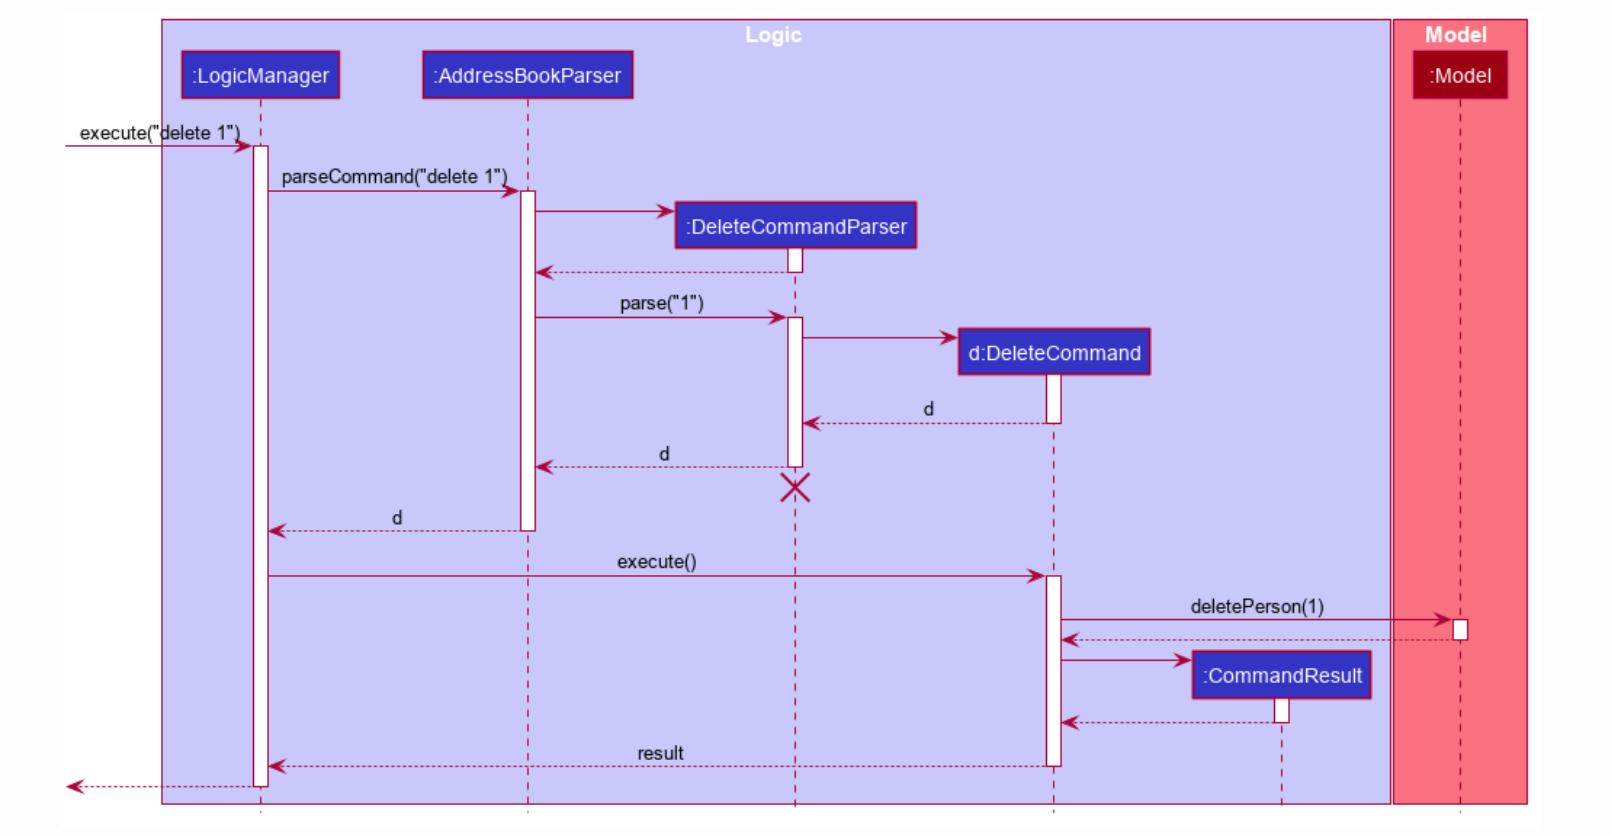 Logic
Model
:LogicManager
:AddressBookParser
:Model
execute("delete 1")
parseCommand("delete 1")
:DeleteCommandParser
parse("1")
d:DeleteCommand
d
d
d
execute()
deletePerson(1)
:CommandResult
result